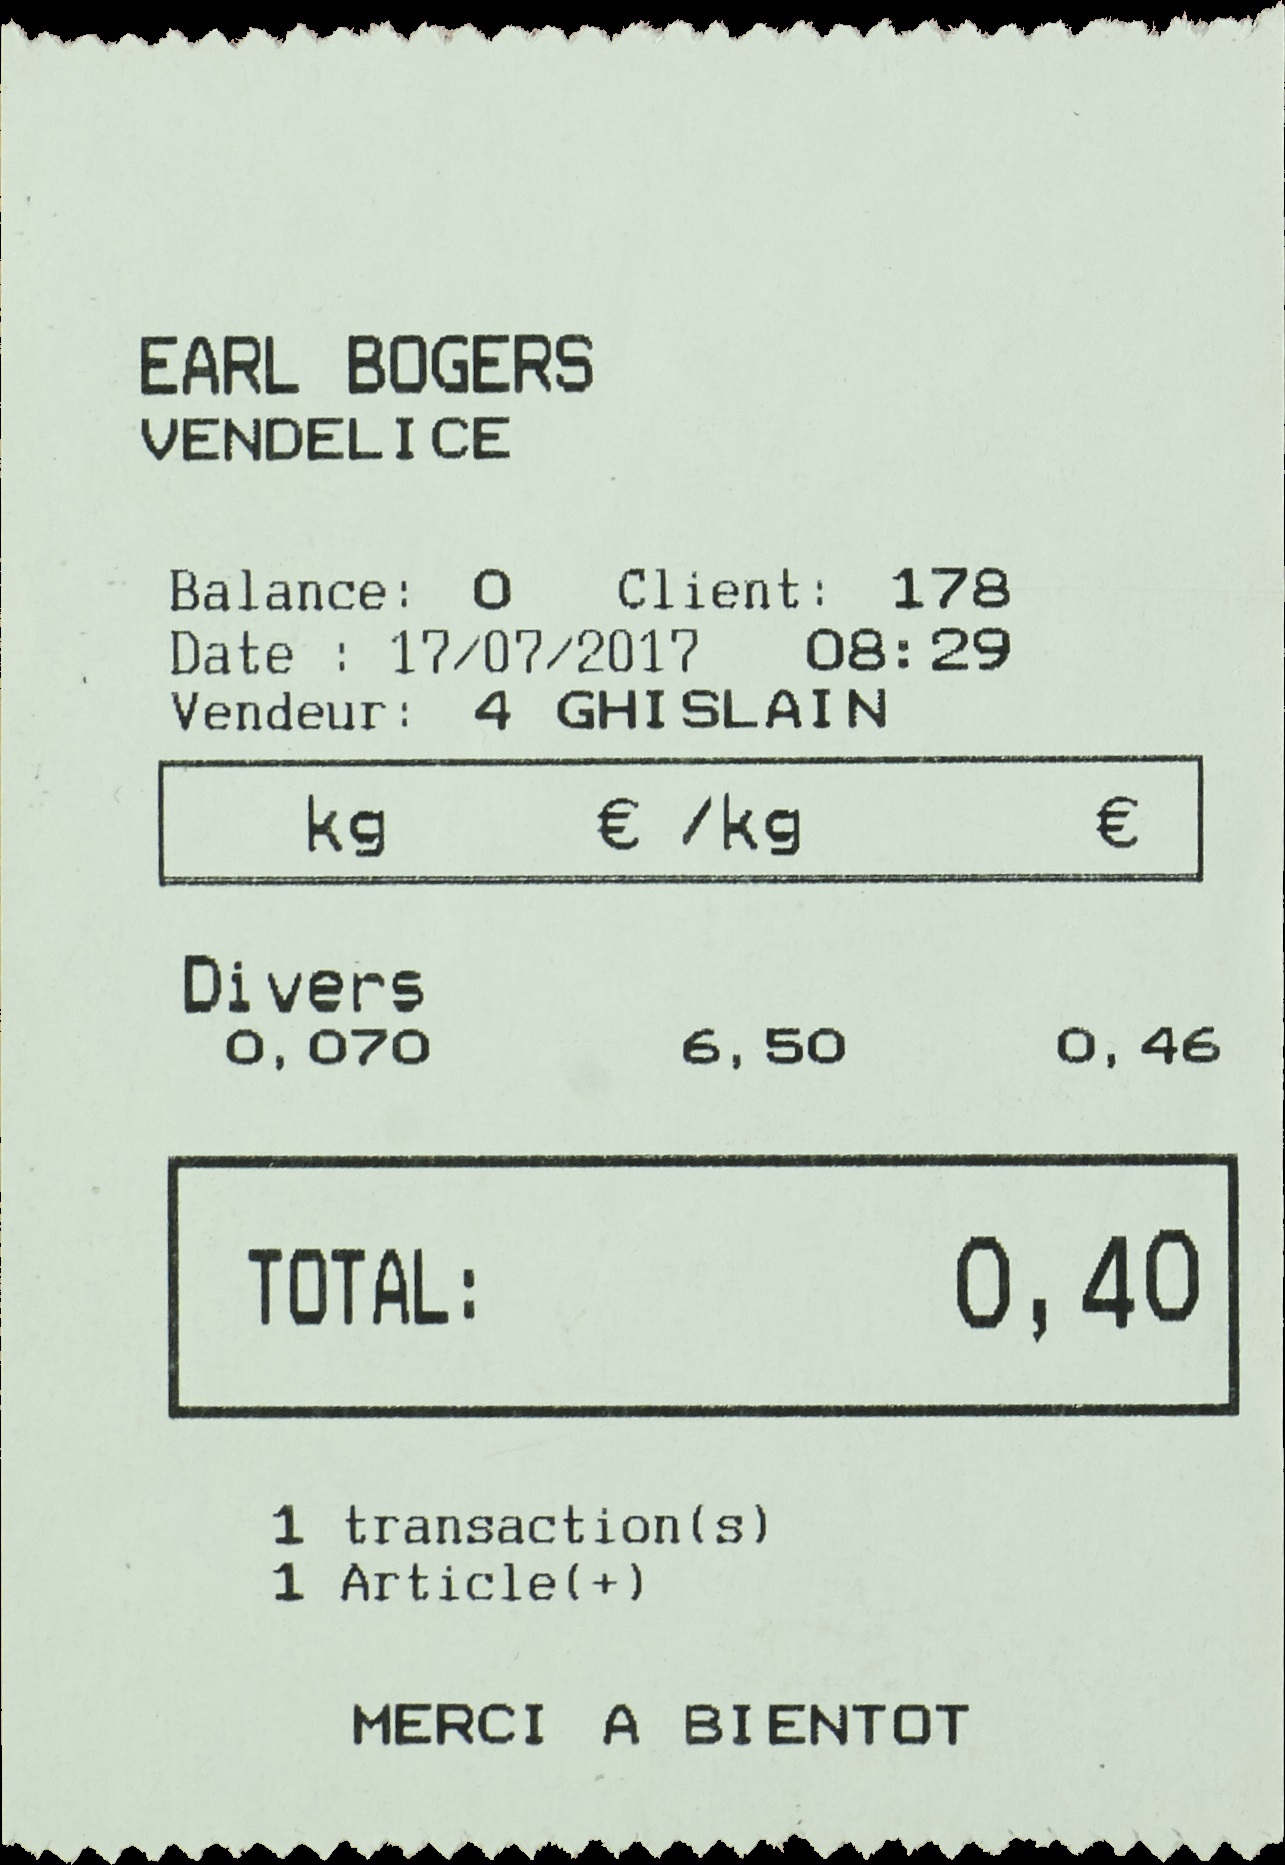 EARL BOGERS
VENDELICE
Balance: 0 Client: 178
Date : 17/07/2017 08:29
Vendeur: 4 GHISLAIN
kg € /kg €
Divers
0,070 6,50 0,46
TOTAL: 0,40
1 transaction(s)
1 Article(+)
MERCI A BIENTOT